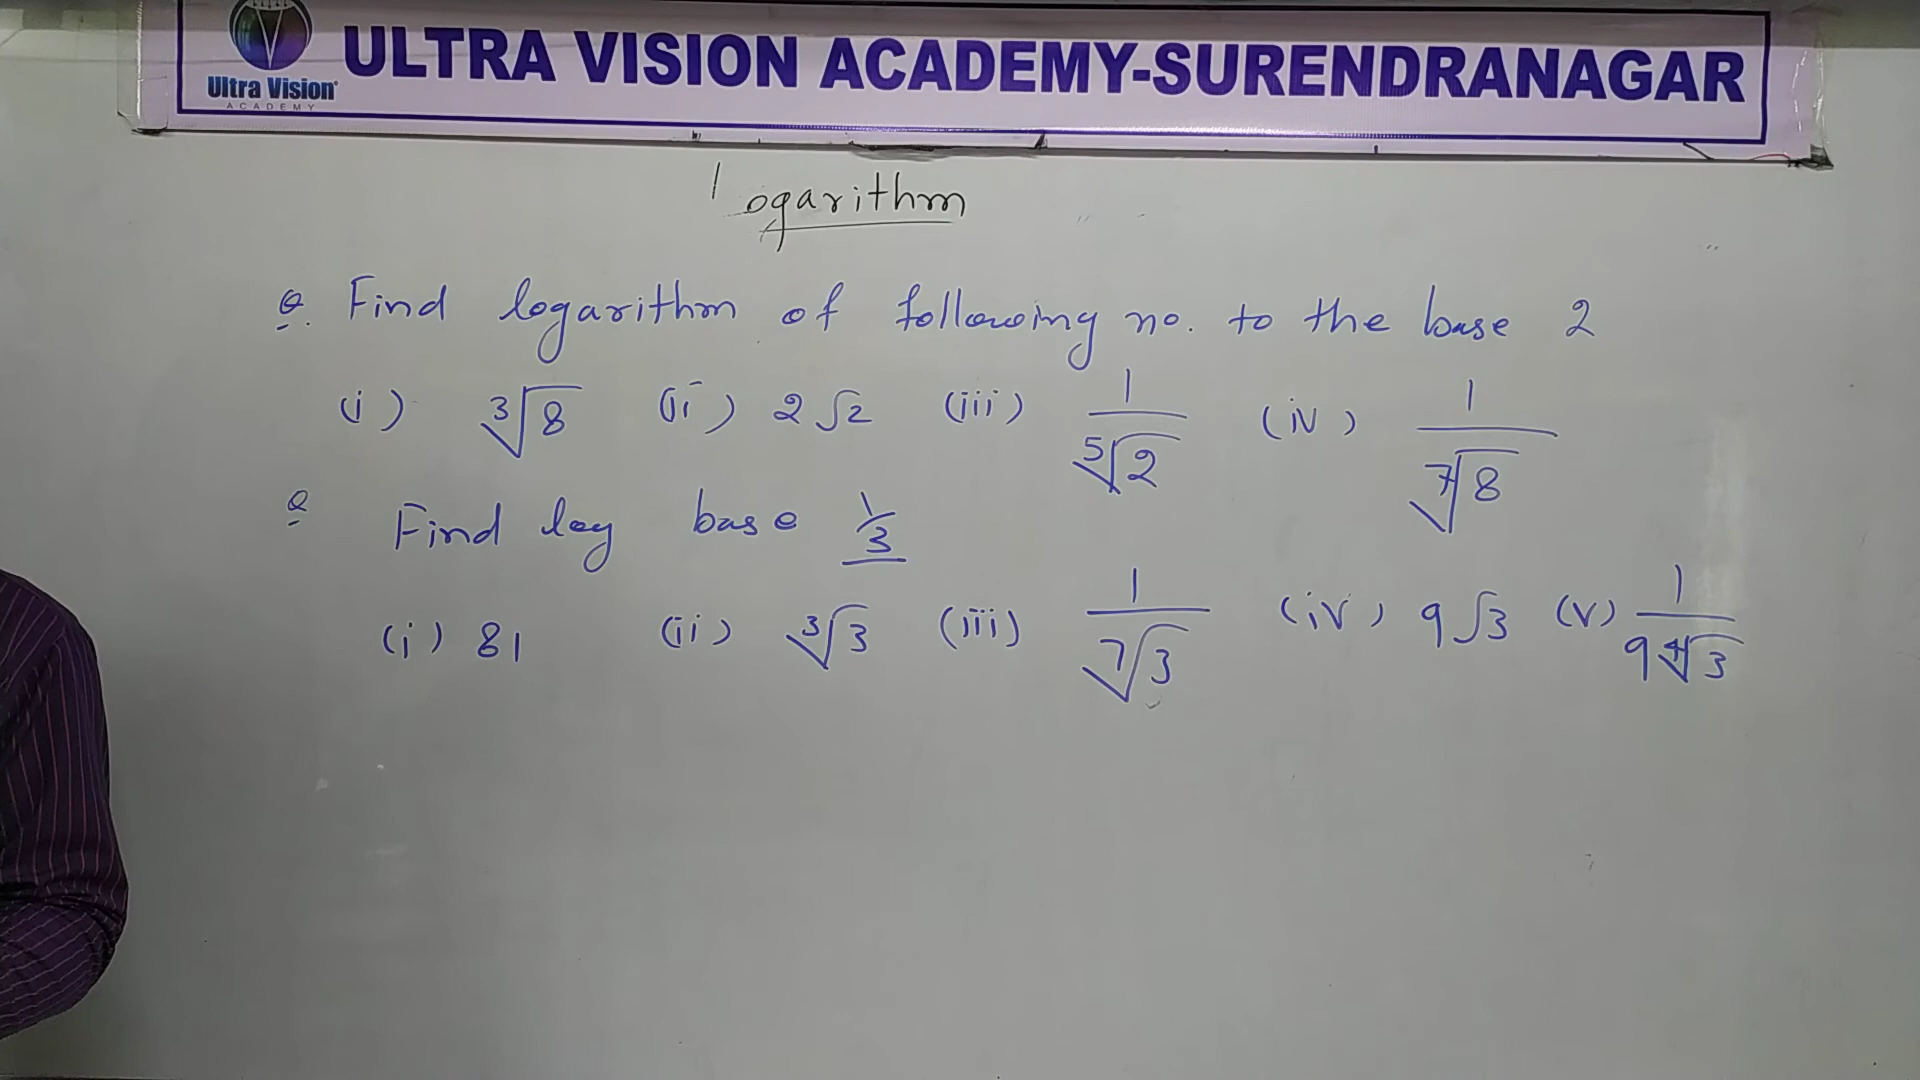 Ultra Vision
ACADEMY
ULTRA VISION ACADEMY-SURENDRANAGAR
Logarithm
Q. Find logarithm of following no. to the base 2
(i) ∛8 (ii) 2√2 (iii) 1/⁵√2 (iv) 1/⁷√8
Q Find log base 1/3
(i) 81 (ii) ∛3 (iii) 1/⁷√3 (iv) 9√3 (v) 1/9∜3